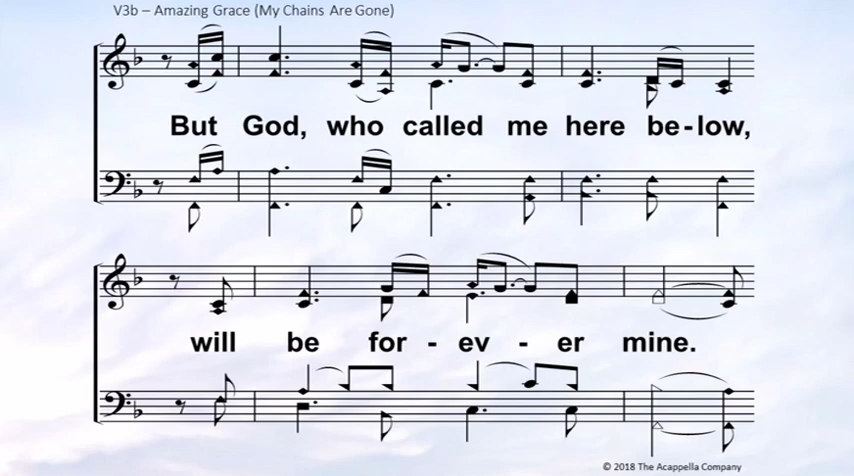 V3b – Amazing Grace (My Chains Are Gone)
But God, who called me here be - low,
will be for - ev - er mine.
© 2018 The Acappella Company